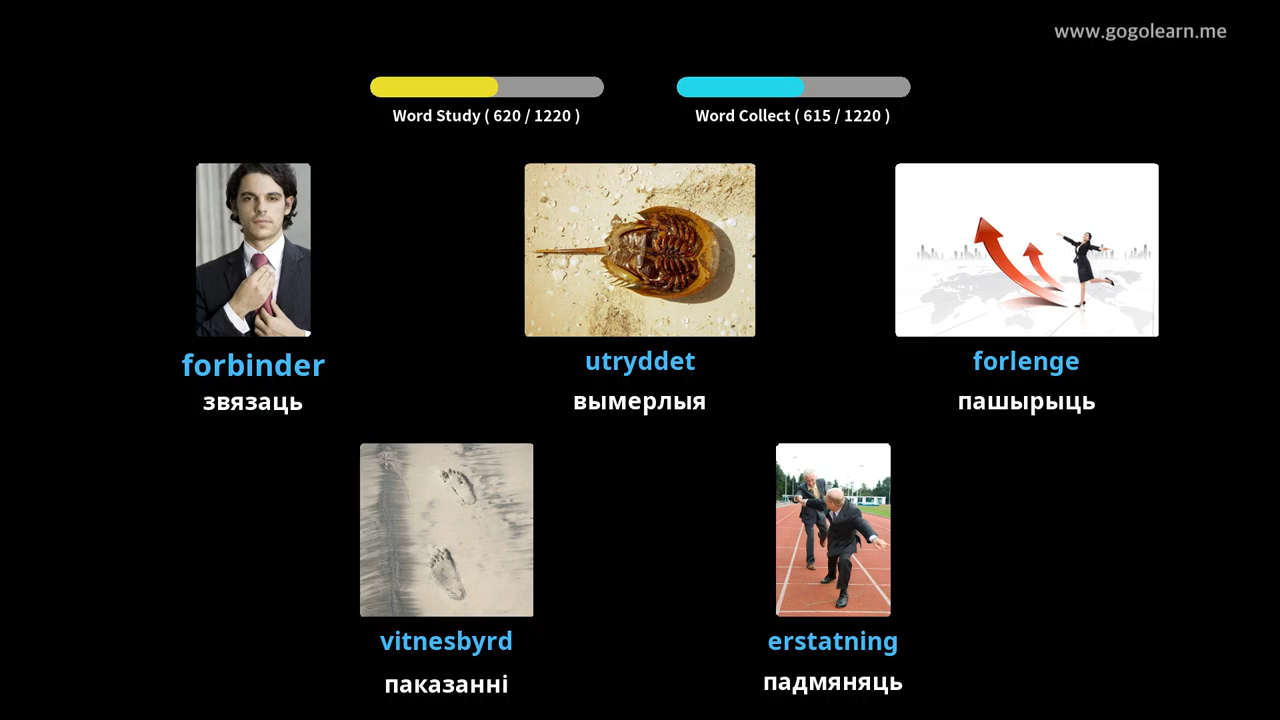 www.gogolearn.me
Word Study ( 620 / 1220 )
Word Collect ( 615 / 1220 )
forbinder
звязаць
utryddet
вымерлыя
forlenge
пашырыць
vitnesbyrd
паказанні
erstatning
падмяняць